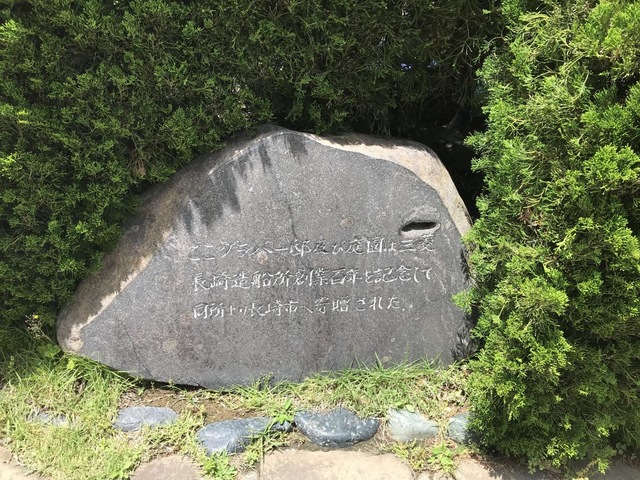 ここグラバー邸及び庭園は三菱
長崎造船所創業百年を記念して
同所より長崎市へ寄贈された